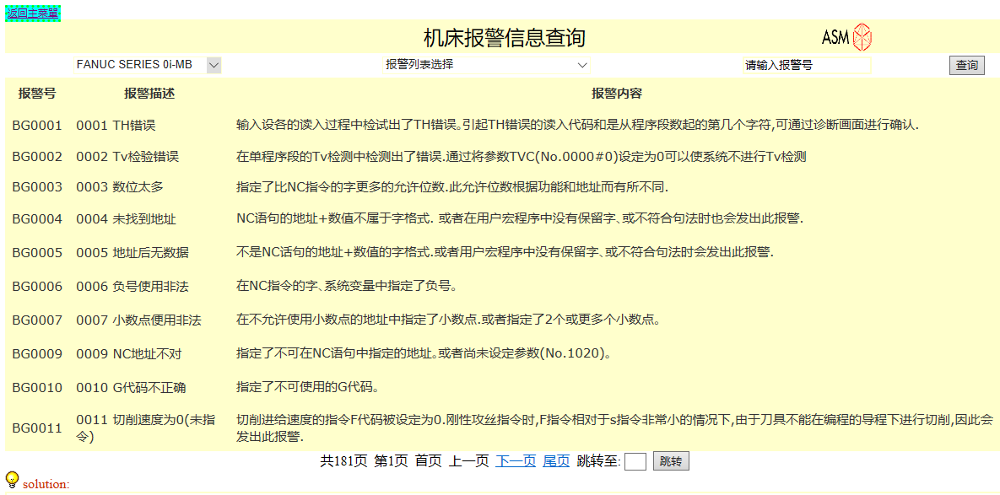 返回主菜單
机床报警信息查询 ASM
FANUC SERIES 0i-MB 报警列表选择 请输入报警号 查询
报警号 报警描述 报警内容
BG0001 0001 TH错误 输入设各的读入过程中检试出了TH错误。引起TH错误的读入代码和是从程序段数起的第几个字符,可通过诊断画面进行确认.
BG0002 0002 Tv检验错误 在单程序段的Tv检测中检测出了错误.通过将参数TVC(No.0000#0)设定为0可以使系统不进行Tv检测
BG0003 0003 数位太多 指定了比NC指令的字更多的允许位数.此允许位数根据功能和地址而有所不同.
BG0004 0004 未找到地址 NC语句的地址+数值不属于字格式. 或者在用户宏程序中没有保留字、或不符合句法时也会发出此报警.
BG0005 0005 地址后无数据 不是NC话句的地址+数值的字格式.或者用户宏程序中没有保留字、或不符合句法时会发出此报警.
BG0006 0006 负号使用非法 在NC指令的字、系统变量中指定了负号。
BG0007 0007 小数点便用非法 在不允许使用小数点的地址中指定了小数点.或者指定了2个或更多个小数点。
BG0009 0009 NC地址不对 指定了不可在NC语句中指定的地址。或者尚未设定参数(No.1020)。
BG0010 0010 G代码不正确 指定了不可使用的G代码。
BG0011 0011 切削速度为0(未指令) 切削进给速度的指令F代码被设定为0.刚性攻丝指令时,F指令相对于s指令非常小的情况下,由于刀具不能在编程的导程下进行切削,因此会发出此报警.
共181页 第1页 首页 上一页 下一页 尾页 跳转至: 跳转
solution: